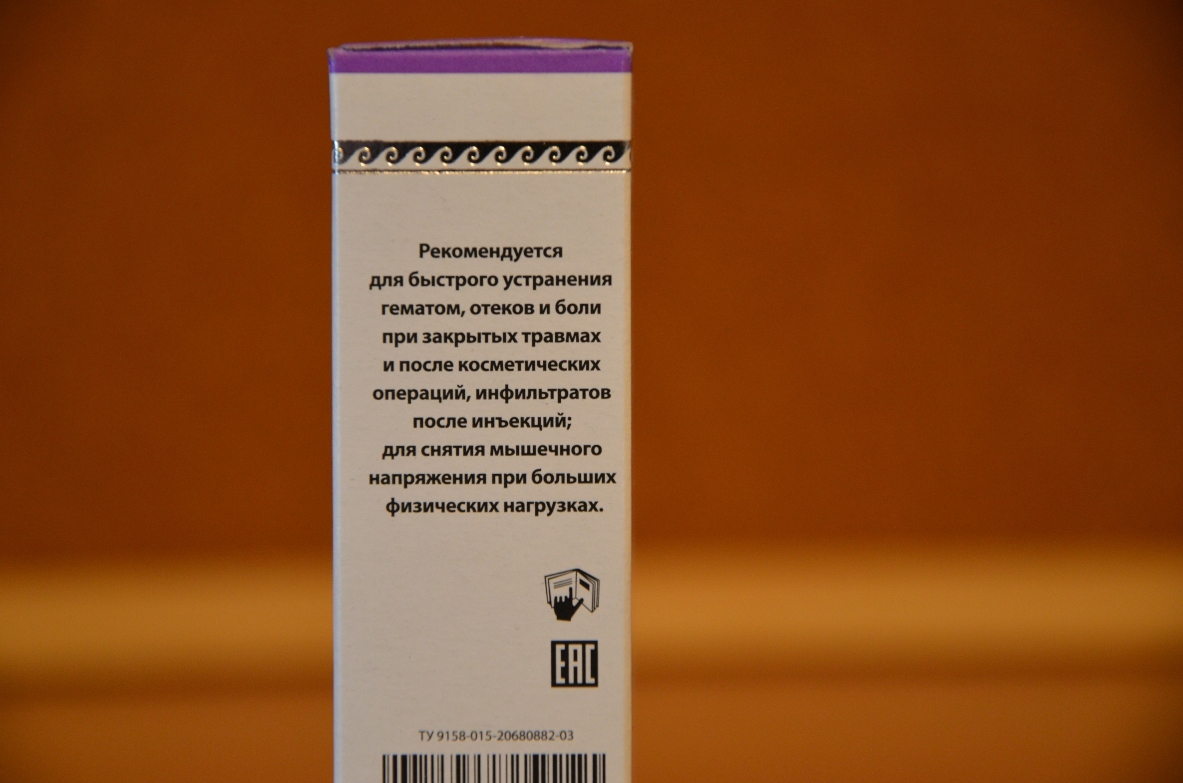 Рекомендуется
для быстрого устранения
гематом, отеков и боли
при закрытых травмах
и после косметических
операций, инфильтратов
после инъекций;
для снятия мышечного
напряжения при больших
физических нагрузках.
EAC
ТУ 9158-015-20680882-03